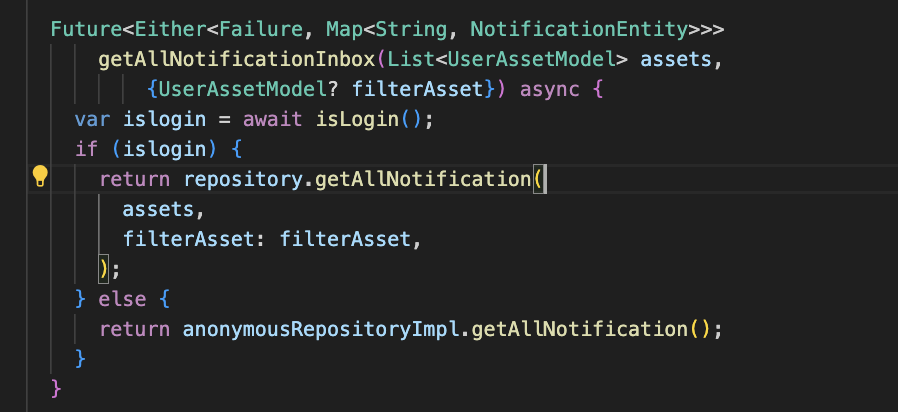 Future<Either<Failure, Map<String, NotificationEntity>>>
getAllNotificationInbox(List<UserAssetModel> assets,
{UserAssetModel? filterAsset}) async {
var islogin = await isLogin();
if (islogin) {
return repository.getAllNotification(
assets,
filterAsset: filterAsset,
);
} else {
return anonymousRepositoryImpl.getAllNotification();
}
}